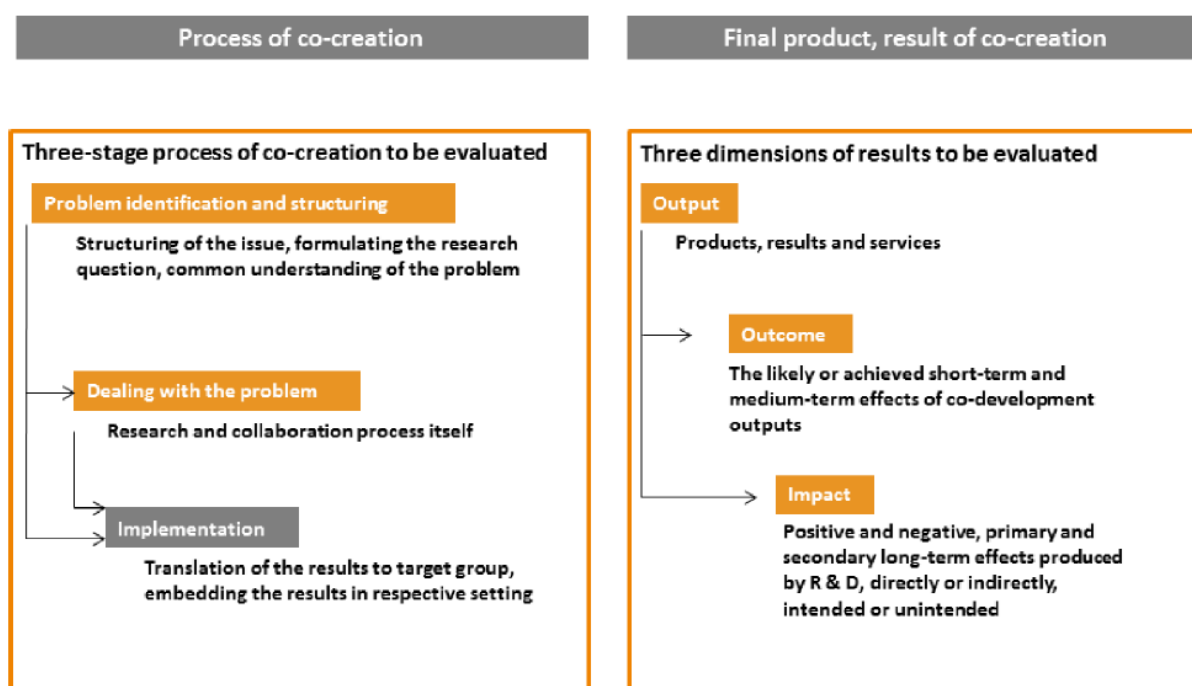 Process of co-creation
Three-stage process of co-creation to be evaluated
Problem identification and structuring
Structuring of the issue, formulating the research
question, common understanding of the problem
Dealing with the problem
Research and collaboration process itself
Implementation
Translation of the results to target group,
embedding the results in respective setting
Final product, result of co-creation
Three dimensions of results to be evaluated
Output
Products, results and services
Outcome
The likely or achieved short-term and
medium-term effects of co-development
outputs
Impact
Positive and negative, primary and
secondary long-term effects produced
by R & D, directly or indirectly,
intended or unintended